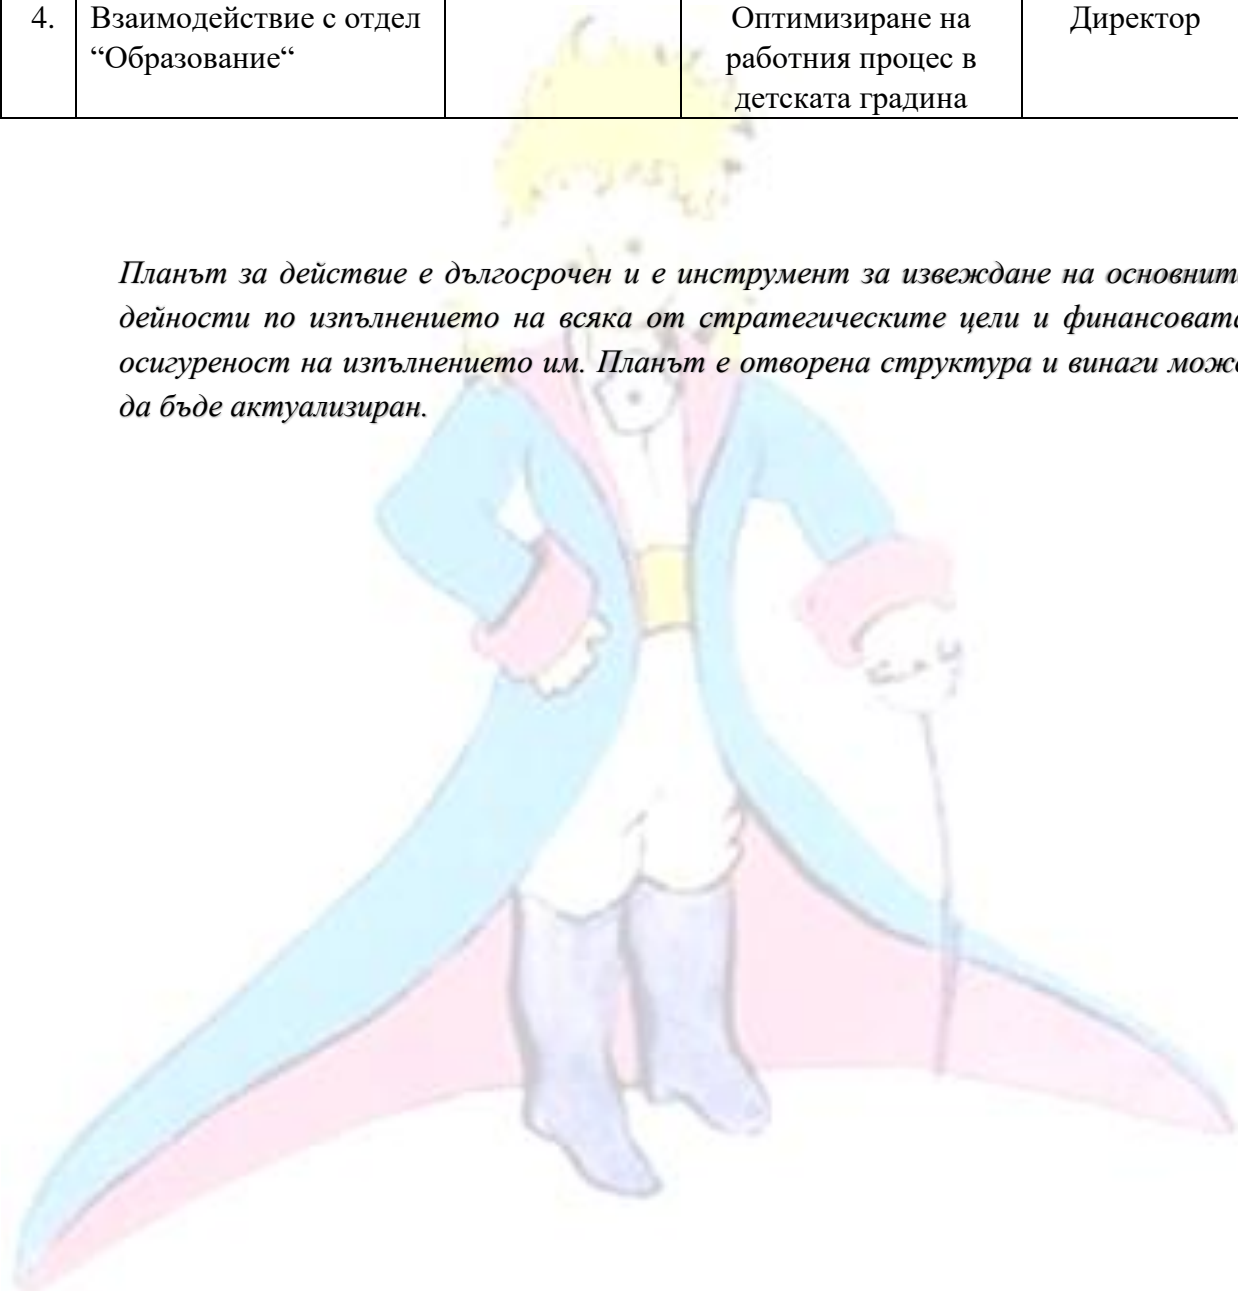 4. Взаимодействие с отдел Оптимизиране на Директор
“Образование“ работния процес в
детската градина
Планът за действие е дългосрочен и е инструмент за извеждане на основнит
дейности по изпълнението на всяка от стратегическите цели и финансовата
осигуреност на изпълнението им. Планът е отворена структура и винаги може
да бъде актуализиран.